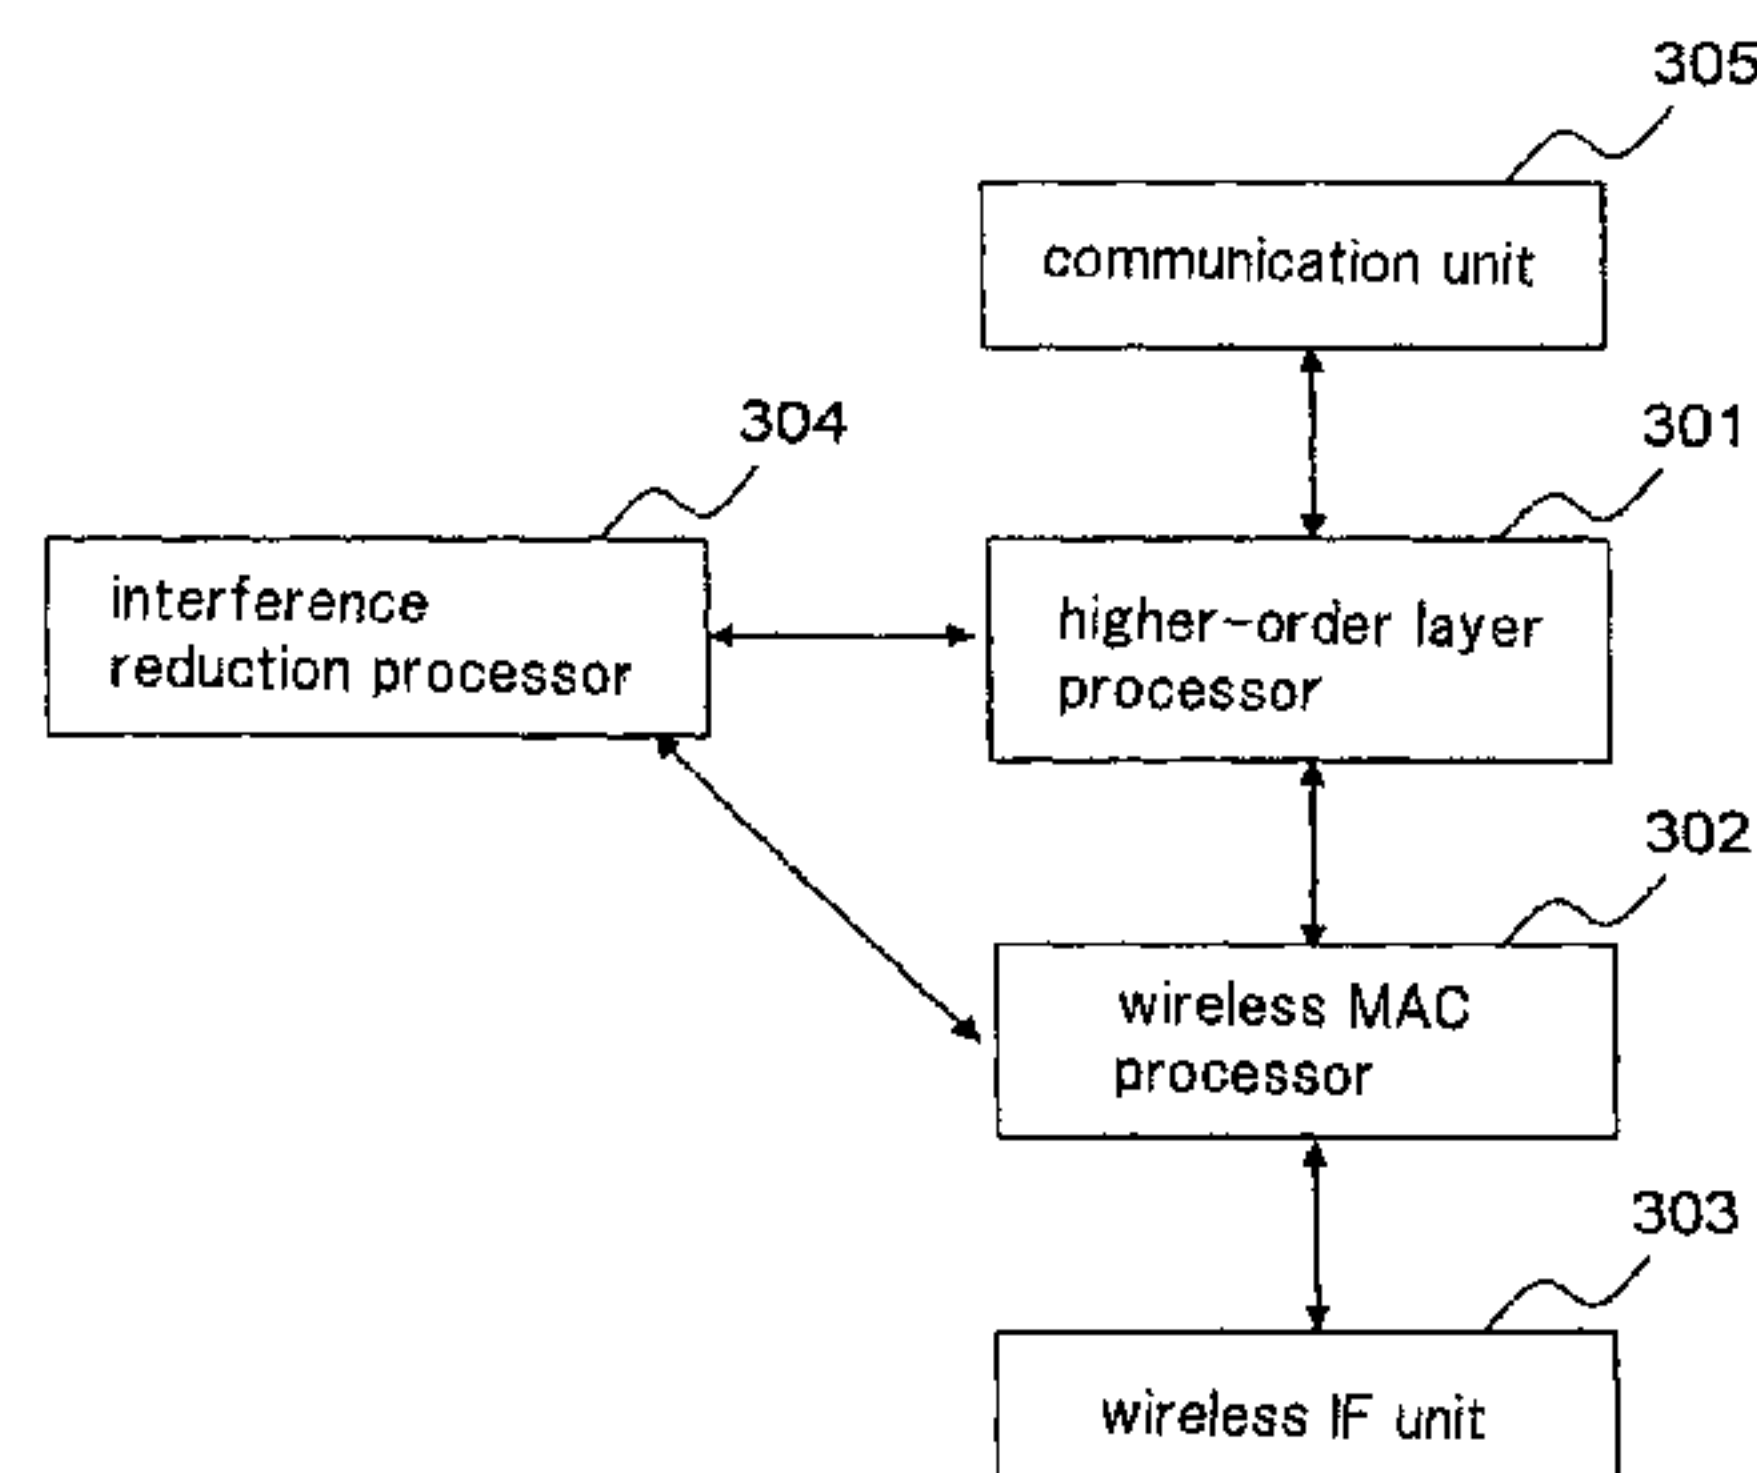 305
communication unit
304
301
interference
reduction processor
higher-order layer
processor
302
wireless MAC
processor
303
wireless IF unit